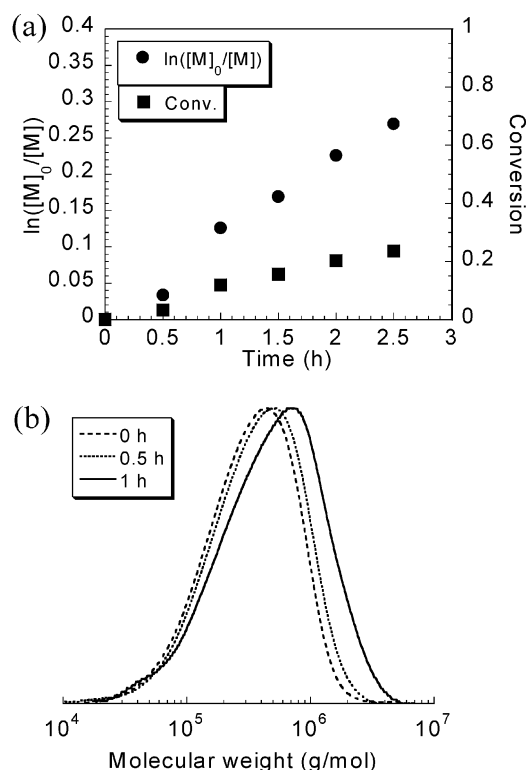 (a)
ln([M]0/[M])
Conv.
ln([M]0/[M])
0.4
0.35
0.3
0.25
0.2
0.15
0.1
0.05
0
1
0.8
0.6
0.4
0.2
0
Conversion
0 0.5 1 1.5 2 2.5 3
Time (h)
(b)
0 h
0.5 h
1 h
10^4 10^5 10^6 10^7
Molecular weight (g/mol)